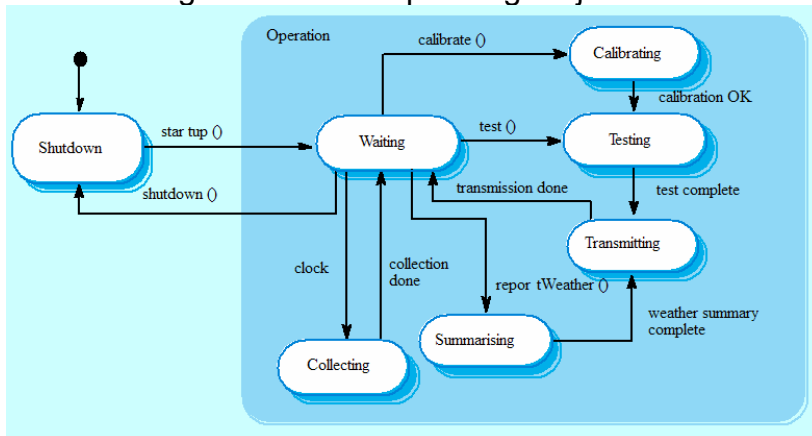 Operation
calibrate ()
Calibrating
calibration OK
star tup ()
Waiting
test ()
Testing
Shutdown
shutdown ()
transmission done
test complete
Transmitting
clock
collection
done
repor tWeather ()
weather summary
complete
Summarising
Collecting